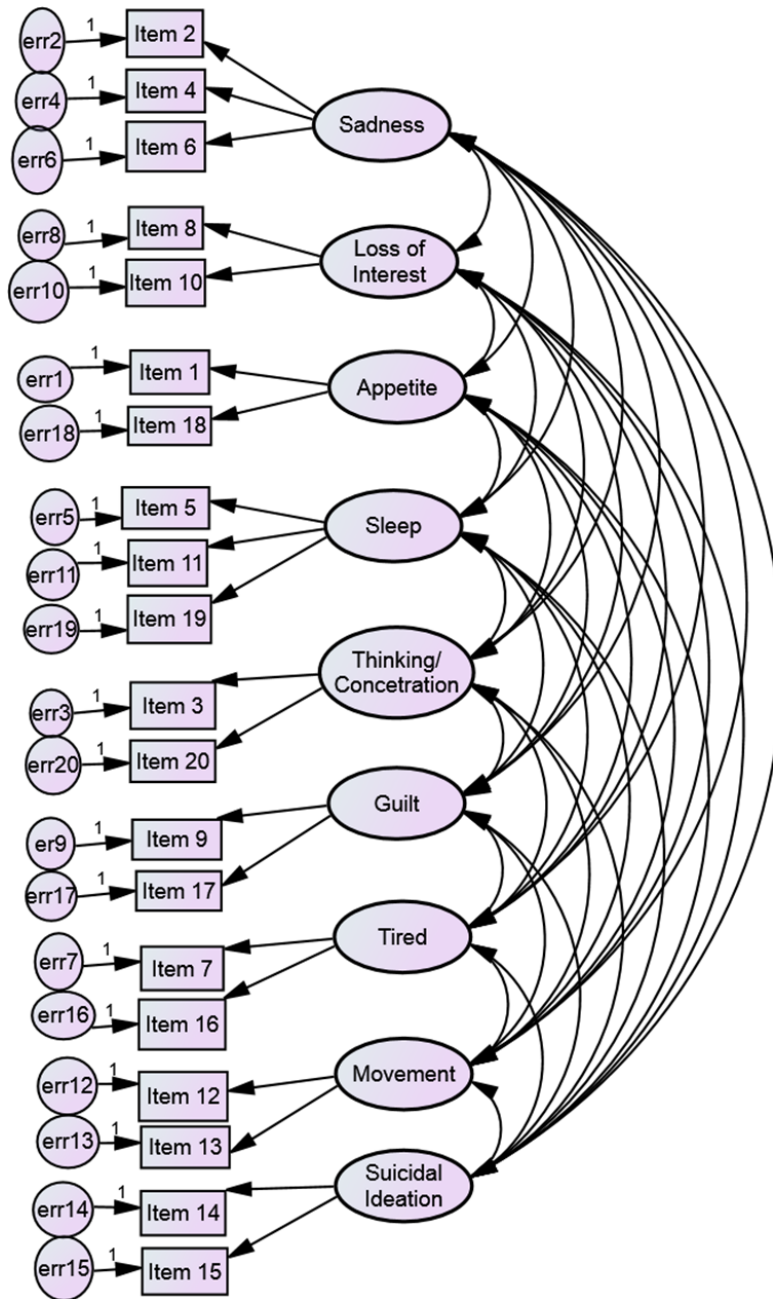 err2 1 Item 2
err4 1 Item 4
Sadness
err6 1 Item 6
err8 1 Item 8
Loss of
Interest
err10 1 Item 10
err1 1 Item 1
Appetite
err18 1 Item 18
err5 1 Item 5
Sleep
err11 1 Item 11
err19 1 Item 19
Thinking/
Concetration
err3 1 Item 3
err20 1 Item 20
Guilt
er9 1 Item 9
err17 1 Item 17
Tired
err7 1 Item 7
err16 1 Item 16
Movement
err12 1 Item 12
err13 1 Item 13
Suicidal
Ideation
err14 1 Item 14
err15 1 Item 15